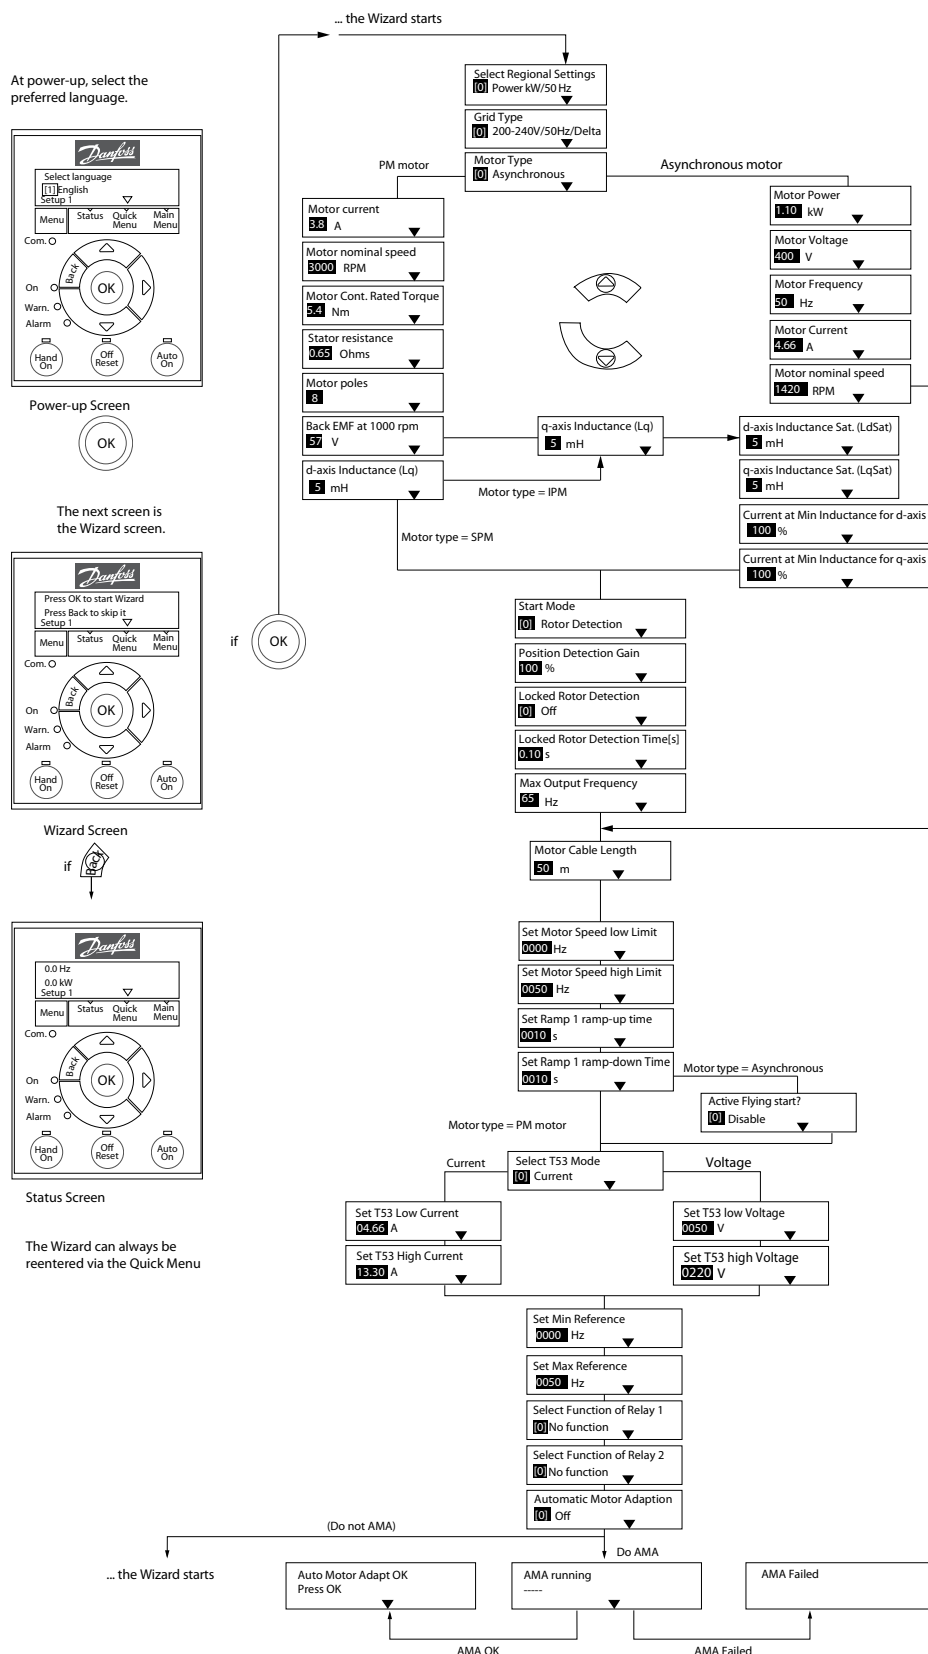 ... the Wizard starts
At power-up, select the
preferred language.
Danfoss
Select language
[1] English
Setup 1
Menu
Status
Quick
Menu
Main
Menu
Com.
Back
OK
On
Warn.
Alarm
Hand
On
Off
Reset
Auto
On
Power-up Screen
OK
The next screen is
the Wizard screen.
Danfoss
Press OK to start Wizard
Press Back to skip it
Setup 1
Menu
Status
Quick
Menu
Main
Menu
Com.
Back
OK
On
Warn.
Alarm
Hand
On
Off
Reset
Auto
On
Wizard Screen
if Back
if OK
Danfoss
0.0 Hz
0.0 kW
Setup 1
Menu
Status
Quick
Menu
Main
Menu
Com.
Back
OK
On
Warn.
Alarm
Hand
On
Off
Reset
Auto
On
Status Screen
The Wizard can always be
reentered via the Quick Menu
Select Regional Settings
[0] Power kW/50 Hz
Grid Type
[0] 200-240V/50Hz/Delta
Motor Type
[0] Asynchronous
PM motor
Asynchronous motor
Motor current
3.8 A
Motor nominal speed
3000 RPM
Motor Cont. Rated Torque
5.4 Nm
Stator resistance
0.65 Ohms
Motor poles
8
Back EMF at 1000 rpm
57 V
d-axis Inductance (Lq)
5 mH
Motor Power
1.10 kW
Motor Voltage
400 V
Motor Frequency
50 Hz
Motor Current
4.66 A
Motor nominal speed
1420 RPM
q-axis Inductance (Lq)
5 mH
Motor type = IPM
Motor type = SPM
d-axis Inductance Sat. (LdSat)
5 mH
q-axis Inductance Sat. (LqSat)
5 mH
Current at Min Inductance for d-axis
100 %
Current at Min Inductance for q-axis
100 %
Start Mode
[0] Rotor Detection
Position Detection Gain
100 %
Locked Rotor Detection
[0] Off
Locked Rotor Detection Time[s]
0.10 s
Max Output Frequency
65 Hz
Motor Cable Length
50 m
Set Motor Speed low Limit
0000 Hz
Set Motor Speed high Limit
0050 Hz
Set Ramp 1 ramp-up time
0010 s
Set Ramp 1 ramp-down Time
0010 s
Motor type = Asynchronous
Active Flying start?
[0] Disable
Motor type = PM motor
Current
Select T53 Mode
[0] Current
Voltage
Set T53 Low Current
04.66 A
Set T53 High Current
13.30 A
Set T53 low Voltage
0050 V
Set T53 high Voltage
0220 V
Set Min Reference
0000 Hz
Set Max Reference
0050 Hz
Select Function of Relay 1
[0] No function
Select Function of Relay 2
[0] No function
Automatic Motor Adaption
[0] Off
(Do not AMA)
Do AMA
... the Wizard starts
Auto Motor Adapt OK
Press OK
AMA running
-----
AMA Failed
AMA OK
AMA Failed